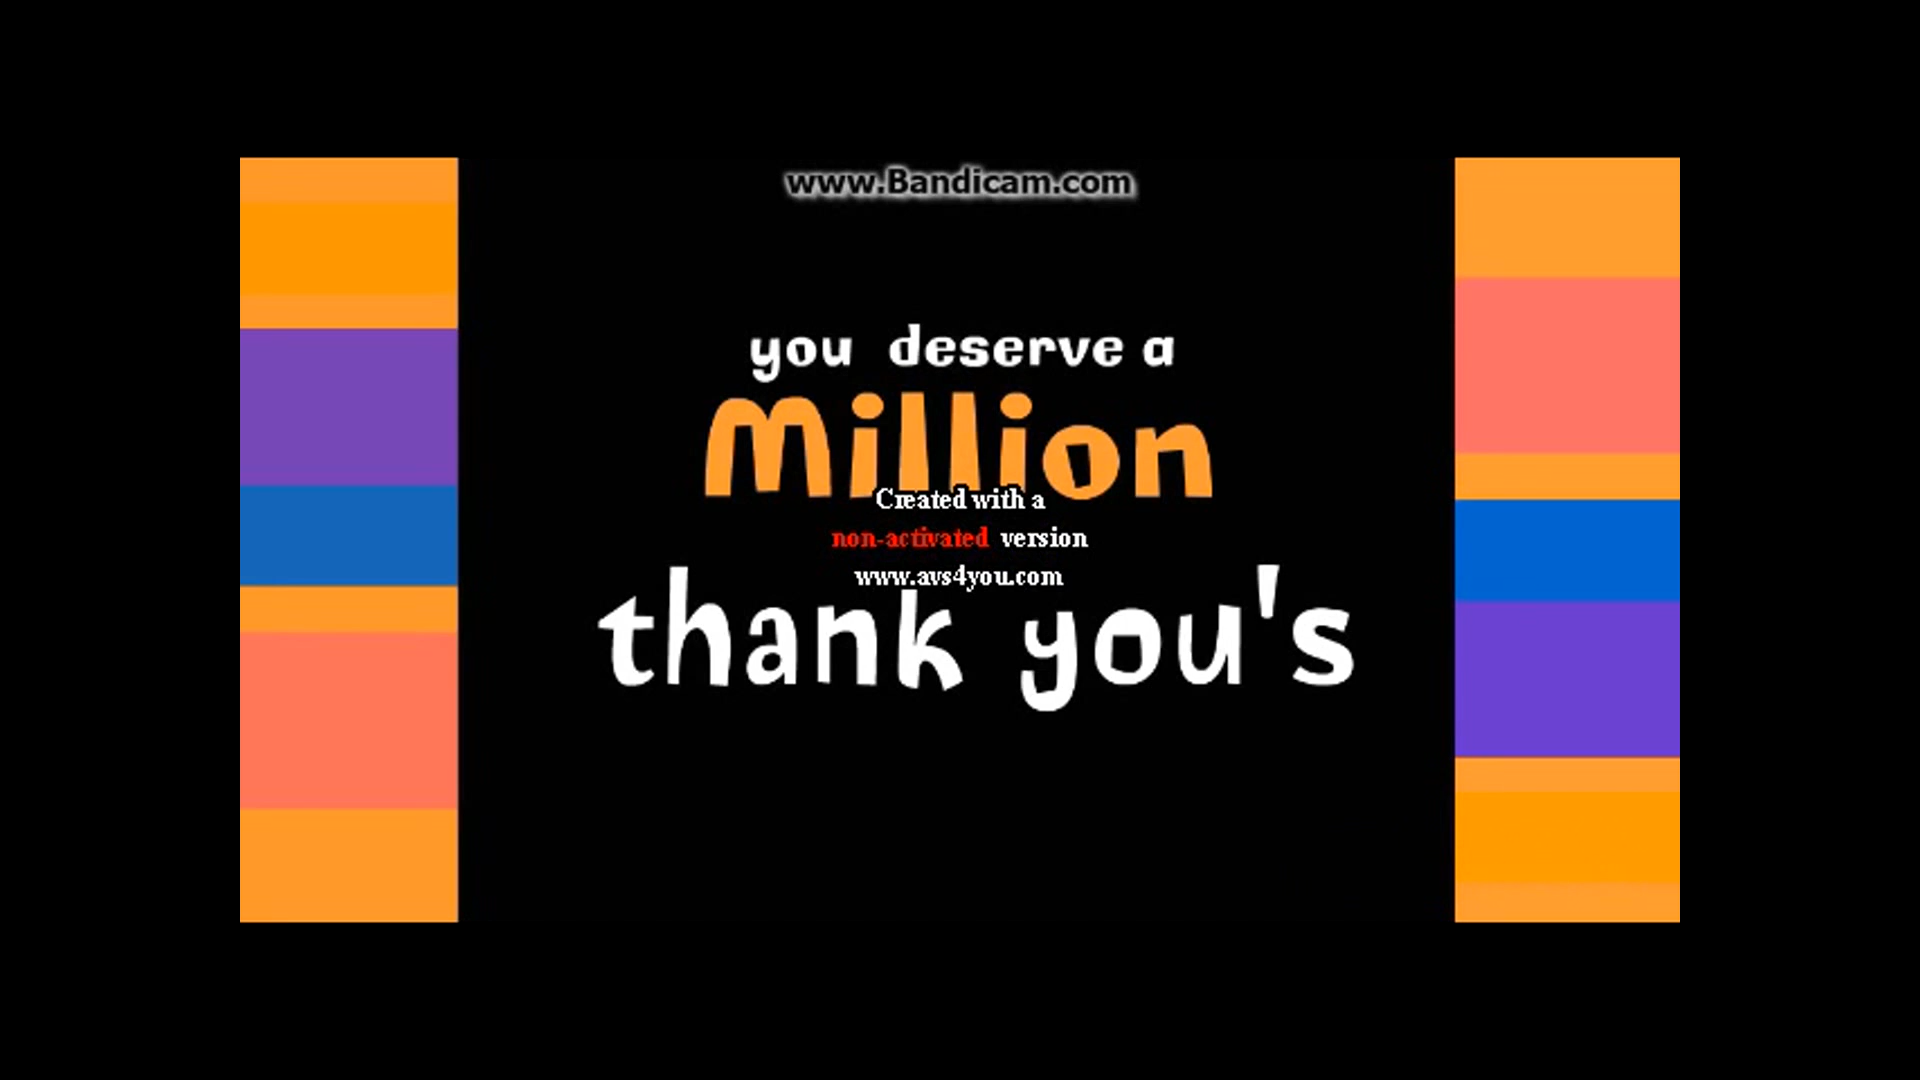 www.Bandicam.com
you deserve a
Million
Created with a
non-activated version
www.avs4you.com
thank you's